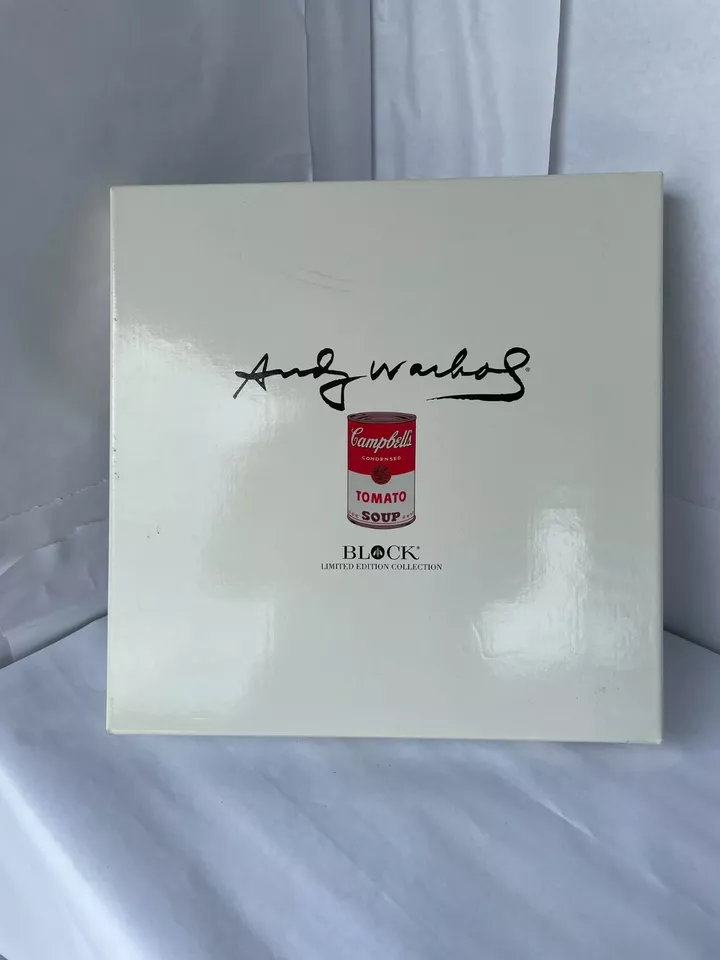 Andy Warhol®
Campbell's
CONDENSED
TOMATO
SOUP
BLOCK®
LIMITED EDITION COLLECTION